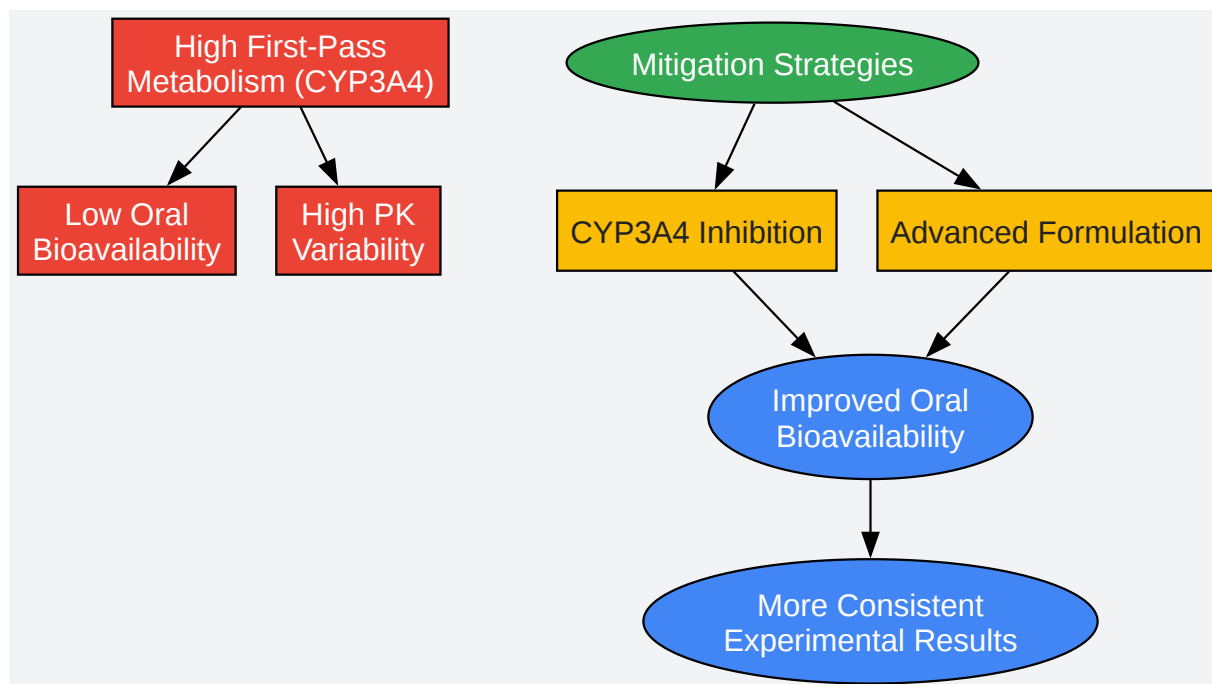 High First-Pass
Metabolism (CYP3A4)
Mitigation Strategies
Low Oral
Bioavailability
High PK
Variability
CYP3A4 Inhibition
Advanced Formulation
Improved Oral
Bioavailability
More Consistent
Experimental Results